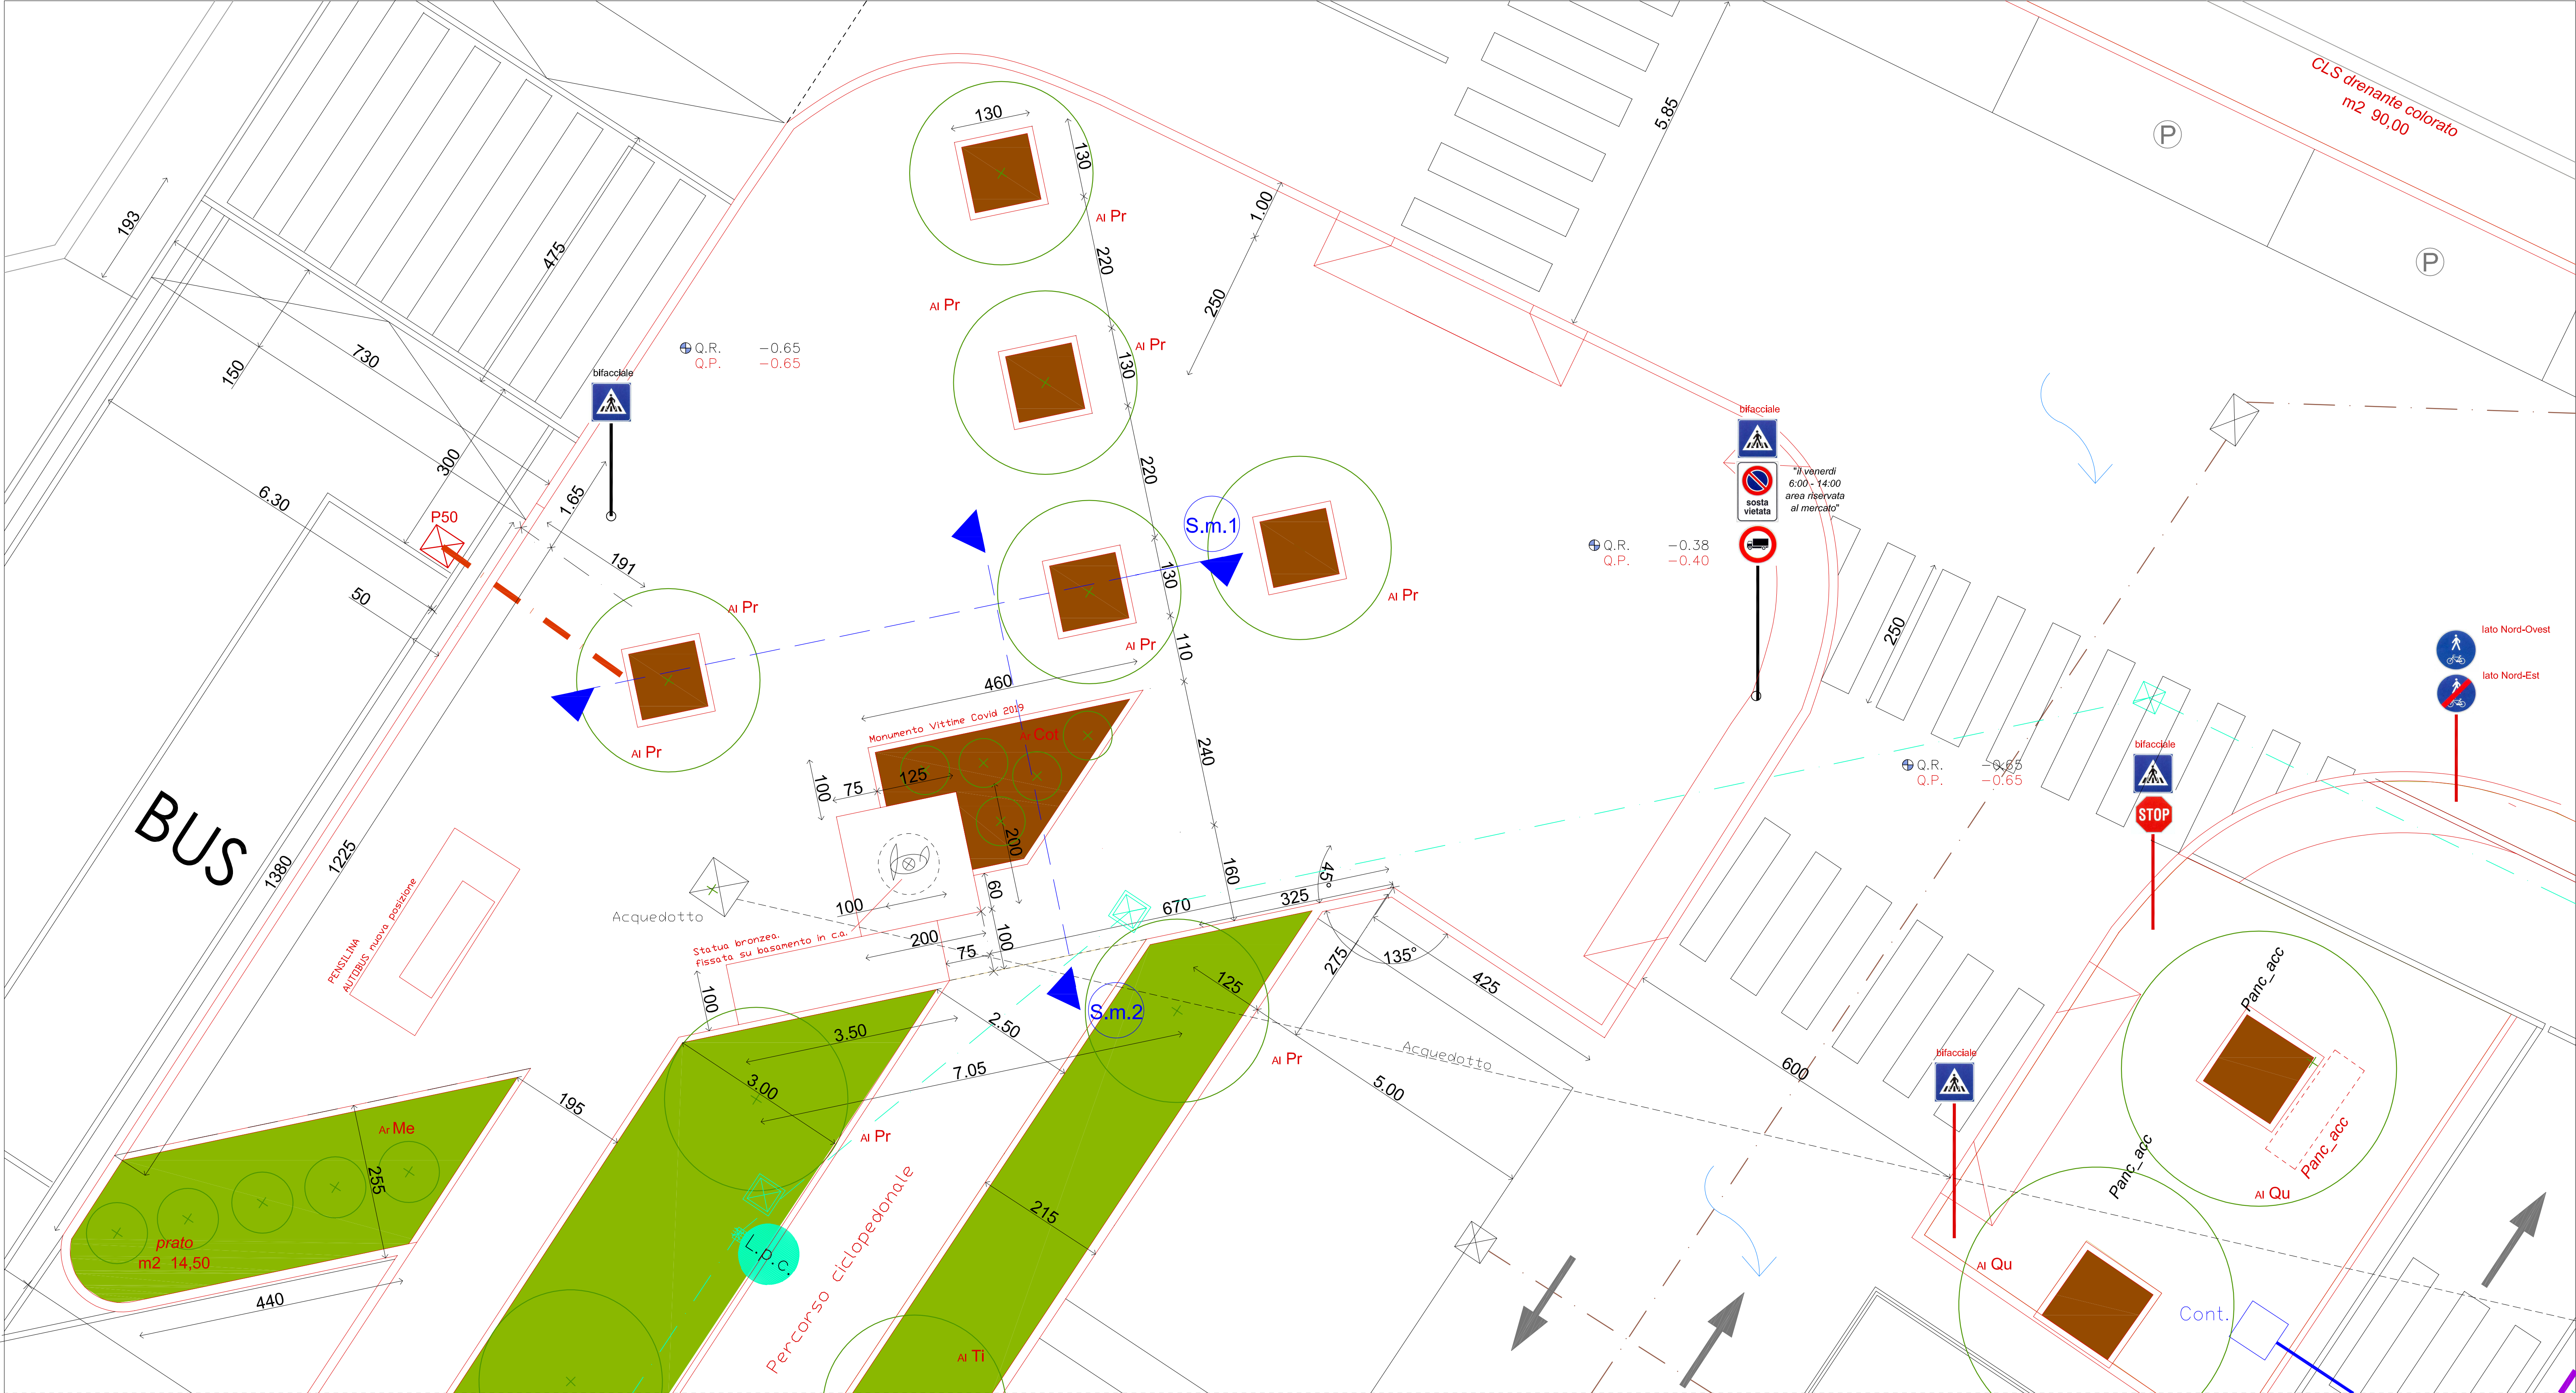 CLS drenante colorato
m2 90,00
P
P
5.85
130
130
Al Pr
220
1.00
250
193
475
Al Pr
Al Pr
130
Q.R. -0.65
Q.P. -0.65
730
150
bifacciale
bifacciale
"il venerdi
6:00 - 14:00
area riservata
al mercato"
sosta
vietata
220
300
6.30
1.65
P50
S.m.1
Q.R. -0.38
Q.P. -0.40
191
50
130
Al Pr
Al Pr
Al Pr
Al Pr
110
250
lato Nord-Ovest
lato Nord-Est
460
Monumento Vittime Covid 2019
Ar Cot
240
bifacciale
STOP
Q.R. -0.65
Q.P. -0.65
100
75
125
200
BUS
1380
1225
PENSILINA
AUTOBUS nuova posizione
Acquedotto
100
60
160
45°
325
670
Statua bronzea.
fissata su basamento in c.a.
200
75
100
100
275
135°
425
125
S.m.2
2.50
3.50
7.05
3.00
Al Pr
Acquedotto
5.00
600
bifacciale
Panc_acc
Panc_acc
Panc_acc
Al Qu
Al Qu
195
Ar Me
255
Al Pr
prato
m2 14,50
440
L.p.c.
Percorso ciclopedonale
215
Al Ti
Cont.